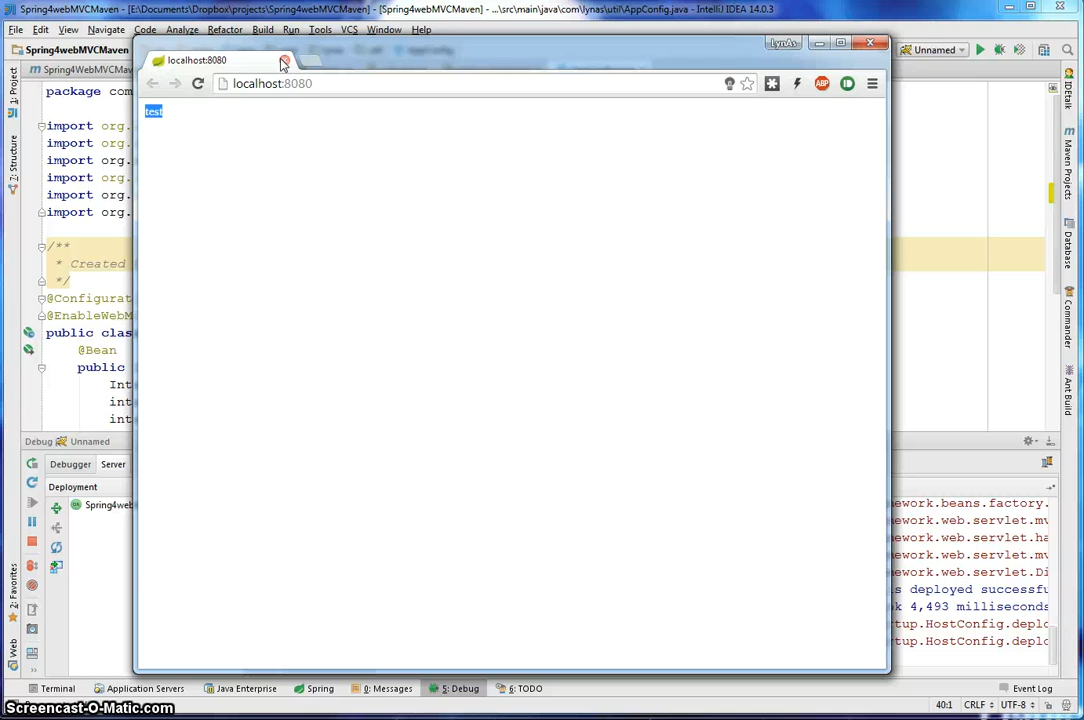 [E:\Documents\Dropbox\projects\Spring4webMVCMaven] - [Spring4webMVCMaven] - ...\src\main\java\com\lynas\util\AppConfig.java - IntelliJ IDEA 14.0.3
File Edit View Navigate Code Analyze Refactor Build Run Tools VCS Window Help
Spring4webMVCMaven
LynAs
Unnamed
Spring4webMVCMa
localhost:8080
localhost:8080
ABP
test
package com
import org.
import org.
import org.
import org.
import org.
import org.
/**
* Created
*/
@Configurat
@EnableWebM
public clas
@Bean
public
Int
int
int
1: Project
7: Structure
2: Favorites
Web
IDEtalk
Maven Projects
Database
Commander
Ant Build
Debug Unnamed
Debugger Server
Deployment
Spring4web
ework.beans.factory.
ework.web.servlet.mv
ework.web.servlet.ha
ework.web.servlet.mv
ework.web.servlet.Di
s deployed successfu
k 4,493 milliseconds
tup.HostConfig.deplo
tup.HostConfig.deplo
Terminal Application Servers Java Enterprise Spring 0: Messages 5: Debug 6: TODO Event Log
40:1 CRLF UTF-8
Screencast-O-Matic.com